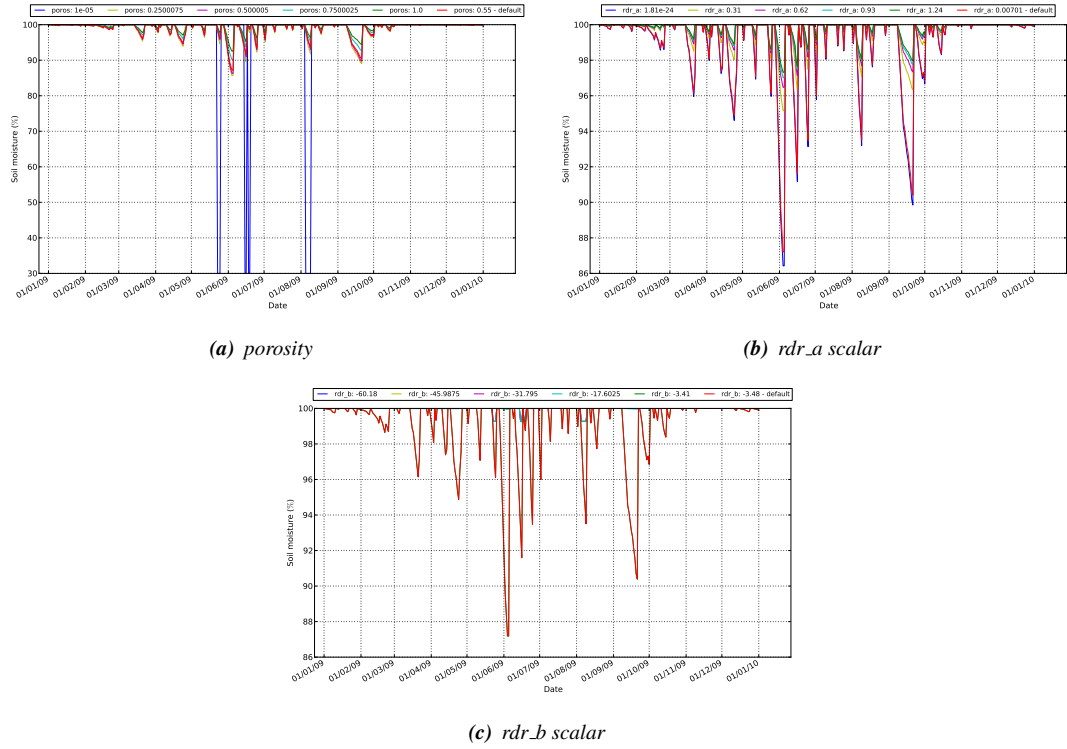 poros: 1e-05 poros: 0.2500075 poros: 0.500005 poros: 0.7500025 poros: 1.0 poros: 0.55 - default
100
90
80
70
60
50
40
30
Soil moisture (%)
01/01/09 01/02/09 01/03/09 01/04/09 01/05/09 01/06/09 01/07/09 01/08/09 01/09/09 01/10/09 01/11/09 01/12/09 01/01/10
Date
(a) porosity
rdr_a: 1.81e-24 rdr_a: 0.31 rdr_a: 0.62 rdr_a: 0.93 rdr_a: 1.24 rdr_a: 0.00701 - default
100
98
96
94
92
90
88
86
Soil moisture (%)
01/01/09 01/02/09 01/03/09 01/04/09 01/05/09 01/06/09 01/07/09 01/08/09 01/09/09 01/10/09 01/11/09 01/12/09 01/01/10
Date
(b) rdr_a scalar
rdr_b: -60.18 rdr_b: -45.9875 rdr_b: -31.795 rdr_b: -17.6025 rdr_b: -3.41 rdr_b: -3.48 - default
100
98
96
94
92
90
88
86
Soil moisture (%)
01/01/09 01/02/09 01/03/09 01/04/09 01/05/09 01/06/09 01/07/09 01/08/09 01/09/09 01/10/09 01/11/09 01/12/09 01/01/10
Date
(c) rdr_b scalar